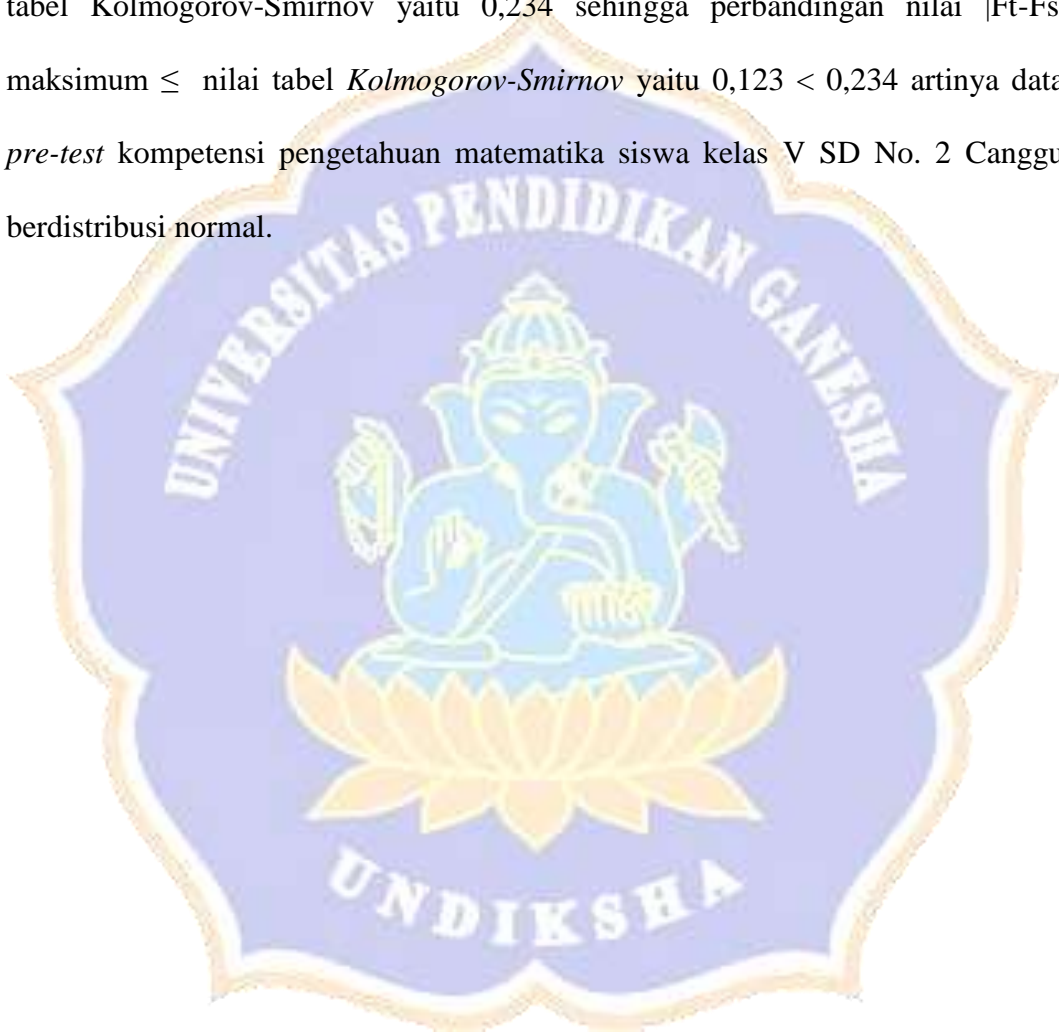 tabel Kolmogorov-Smirnov yaitu 0,234 sehingga perbandingan nilai |Ft-Fs|
maksimum ≤ nilai tabel Kolmogorov-Smirnov yaitu 0,123 < 0,234 artinya data
pre-test kompetensi pengetahuan matematika siswa kelas V SD No. 2 Canggu
berdistribusi normal.
UNIVERSITAS PENDIDIKAN GANESHA
UNDIKSHA